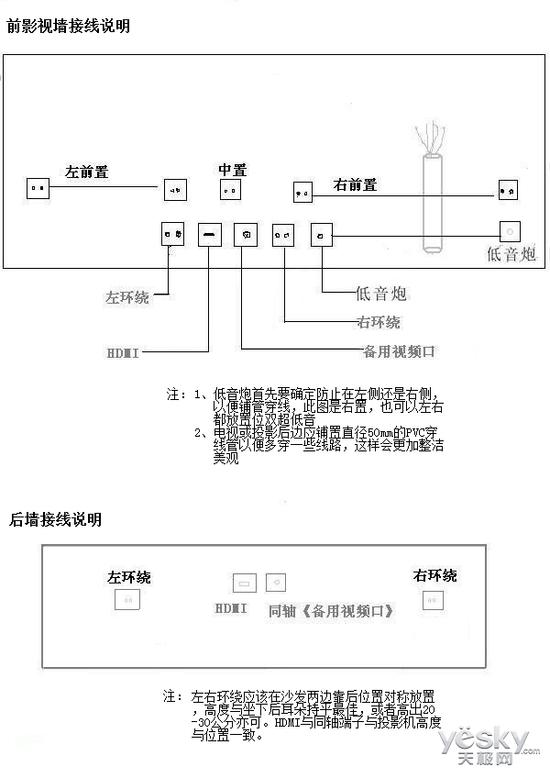 前影视墙接线说明
左前置
中置
右前置
低音炮
左环绕
低音炮
右环绕
HDMI
备用视频口
注：1、低音炮首先要确定防止在左侧还是右侧，
以便铺管穿线，此图是右置，也可以左右
都放置位双超低音
2、电视或投影后边应铺置直径50mm的PVC穿
线管以便多穿一些线路，这样会更加整洁
美观
后墙接线说明
左环绕
右环绕
HDMI
同轴《备用视频口》
注：左右环绕应该在沙发两边靠后位置对称放置
，高度与坐下后耳朵持平最佳，或者高出20
-30公分亦可。HDMI与同轴端子与投影机高度
与位置一致。
yesky
天极网.com